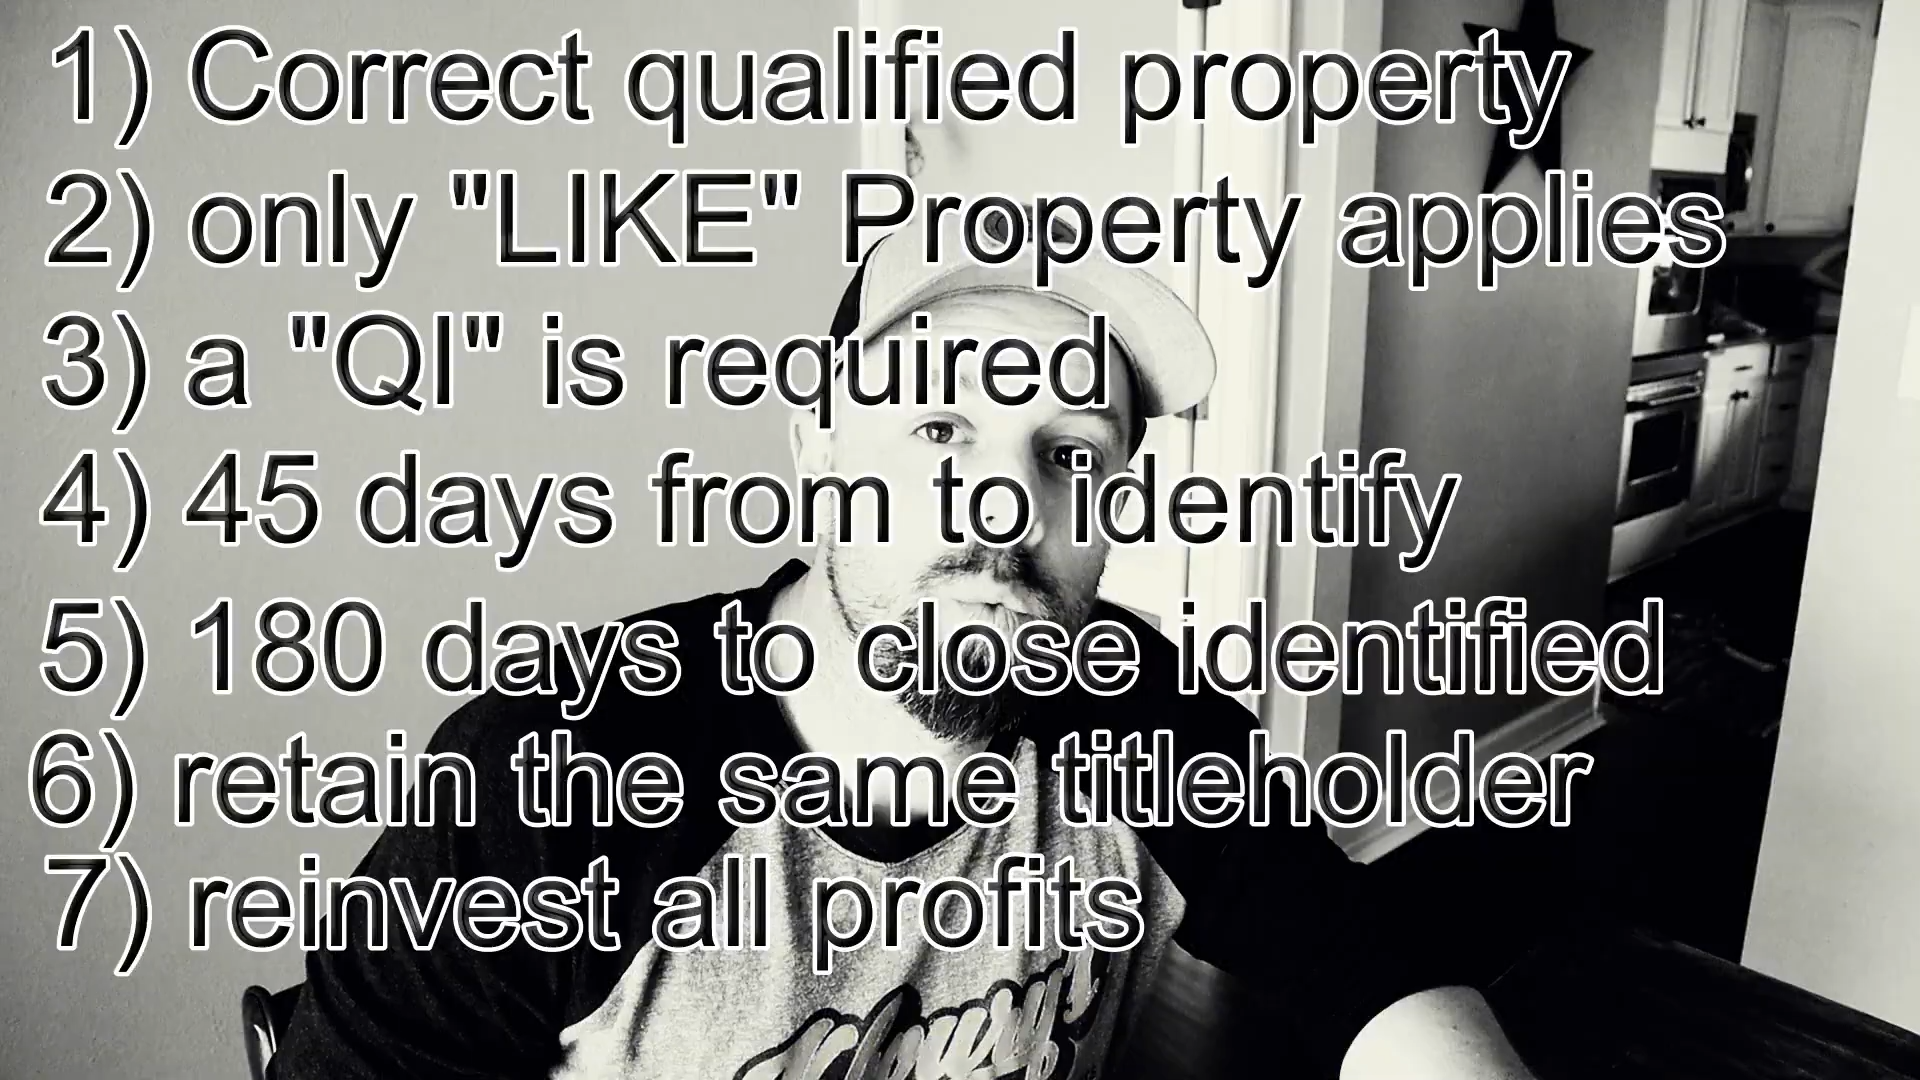 1) Correct qualified property
2) only "LIKE" Property applies
3) a "QI" is required
4) 45 days from to identify
5) 180 days to close identified
6) retain the same titleholder
7) reinvest all profits